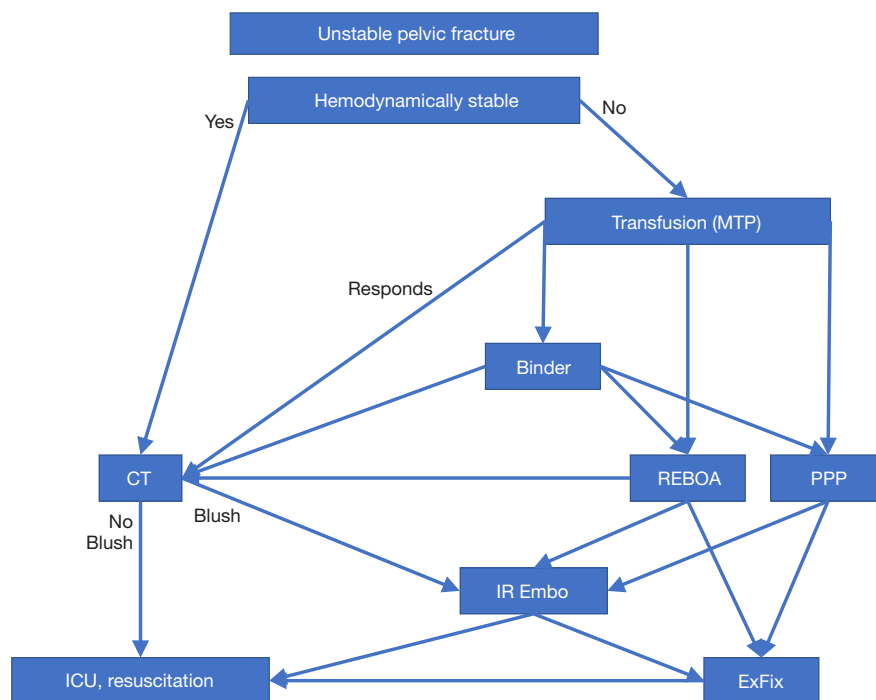 Unstable pelvic fracture
Hemodynamically stable
Yes
No
Transfusion (MTP)
Responds
Binder
CT
REBOA
PPP
No
Blush
Blush
IR Embo
ICU, resuscitation
ExFix